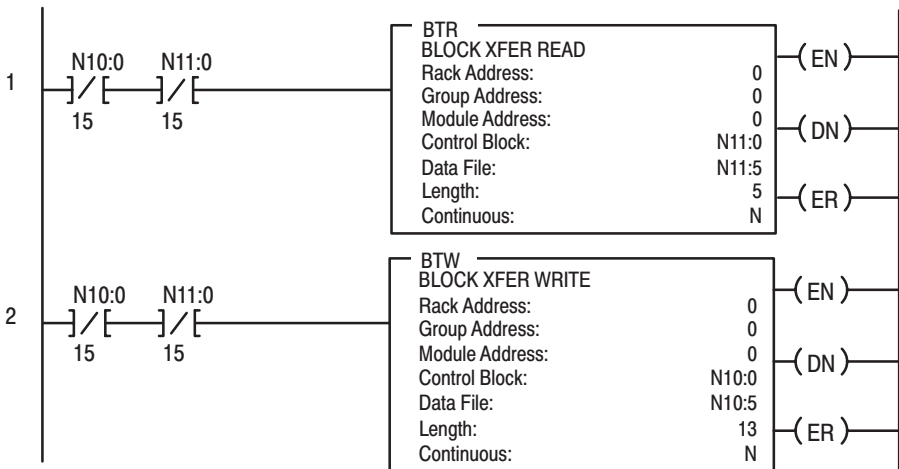 BTR
BLOCK XFER READ
N10:0 N11:0
EN
Rack Address: 0
1
Group Address: 0
15 15
Module Address: 0
DN
Control Block: N11:0
Data File: N11:5
Length: 5
ER
Continuous: N
BTW
BLOCK XFER WRITE
N10:0 N11:0
EN
Rack Address: 0
2
Group Address: 0
15 15
Module Address: 0
DN
Control Block: N10:0
Data File: N10:5
Length: 13
ER
Continuous: N